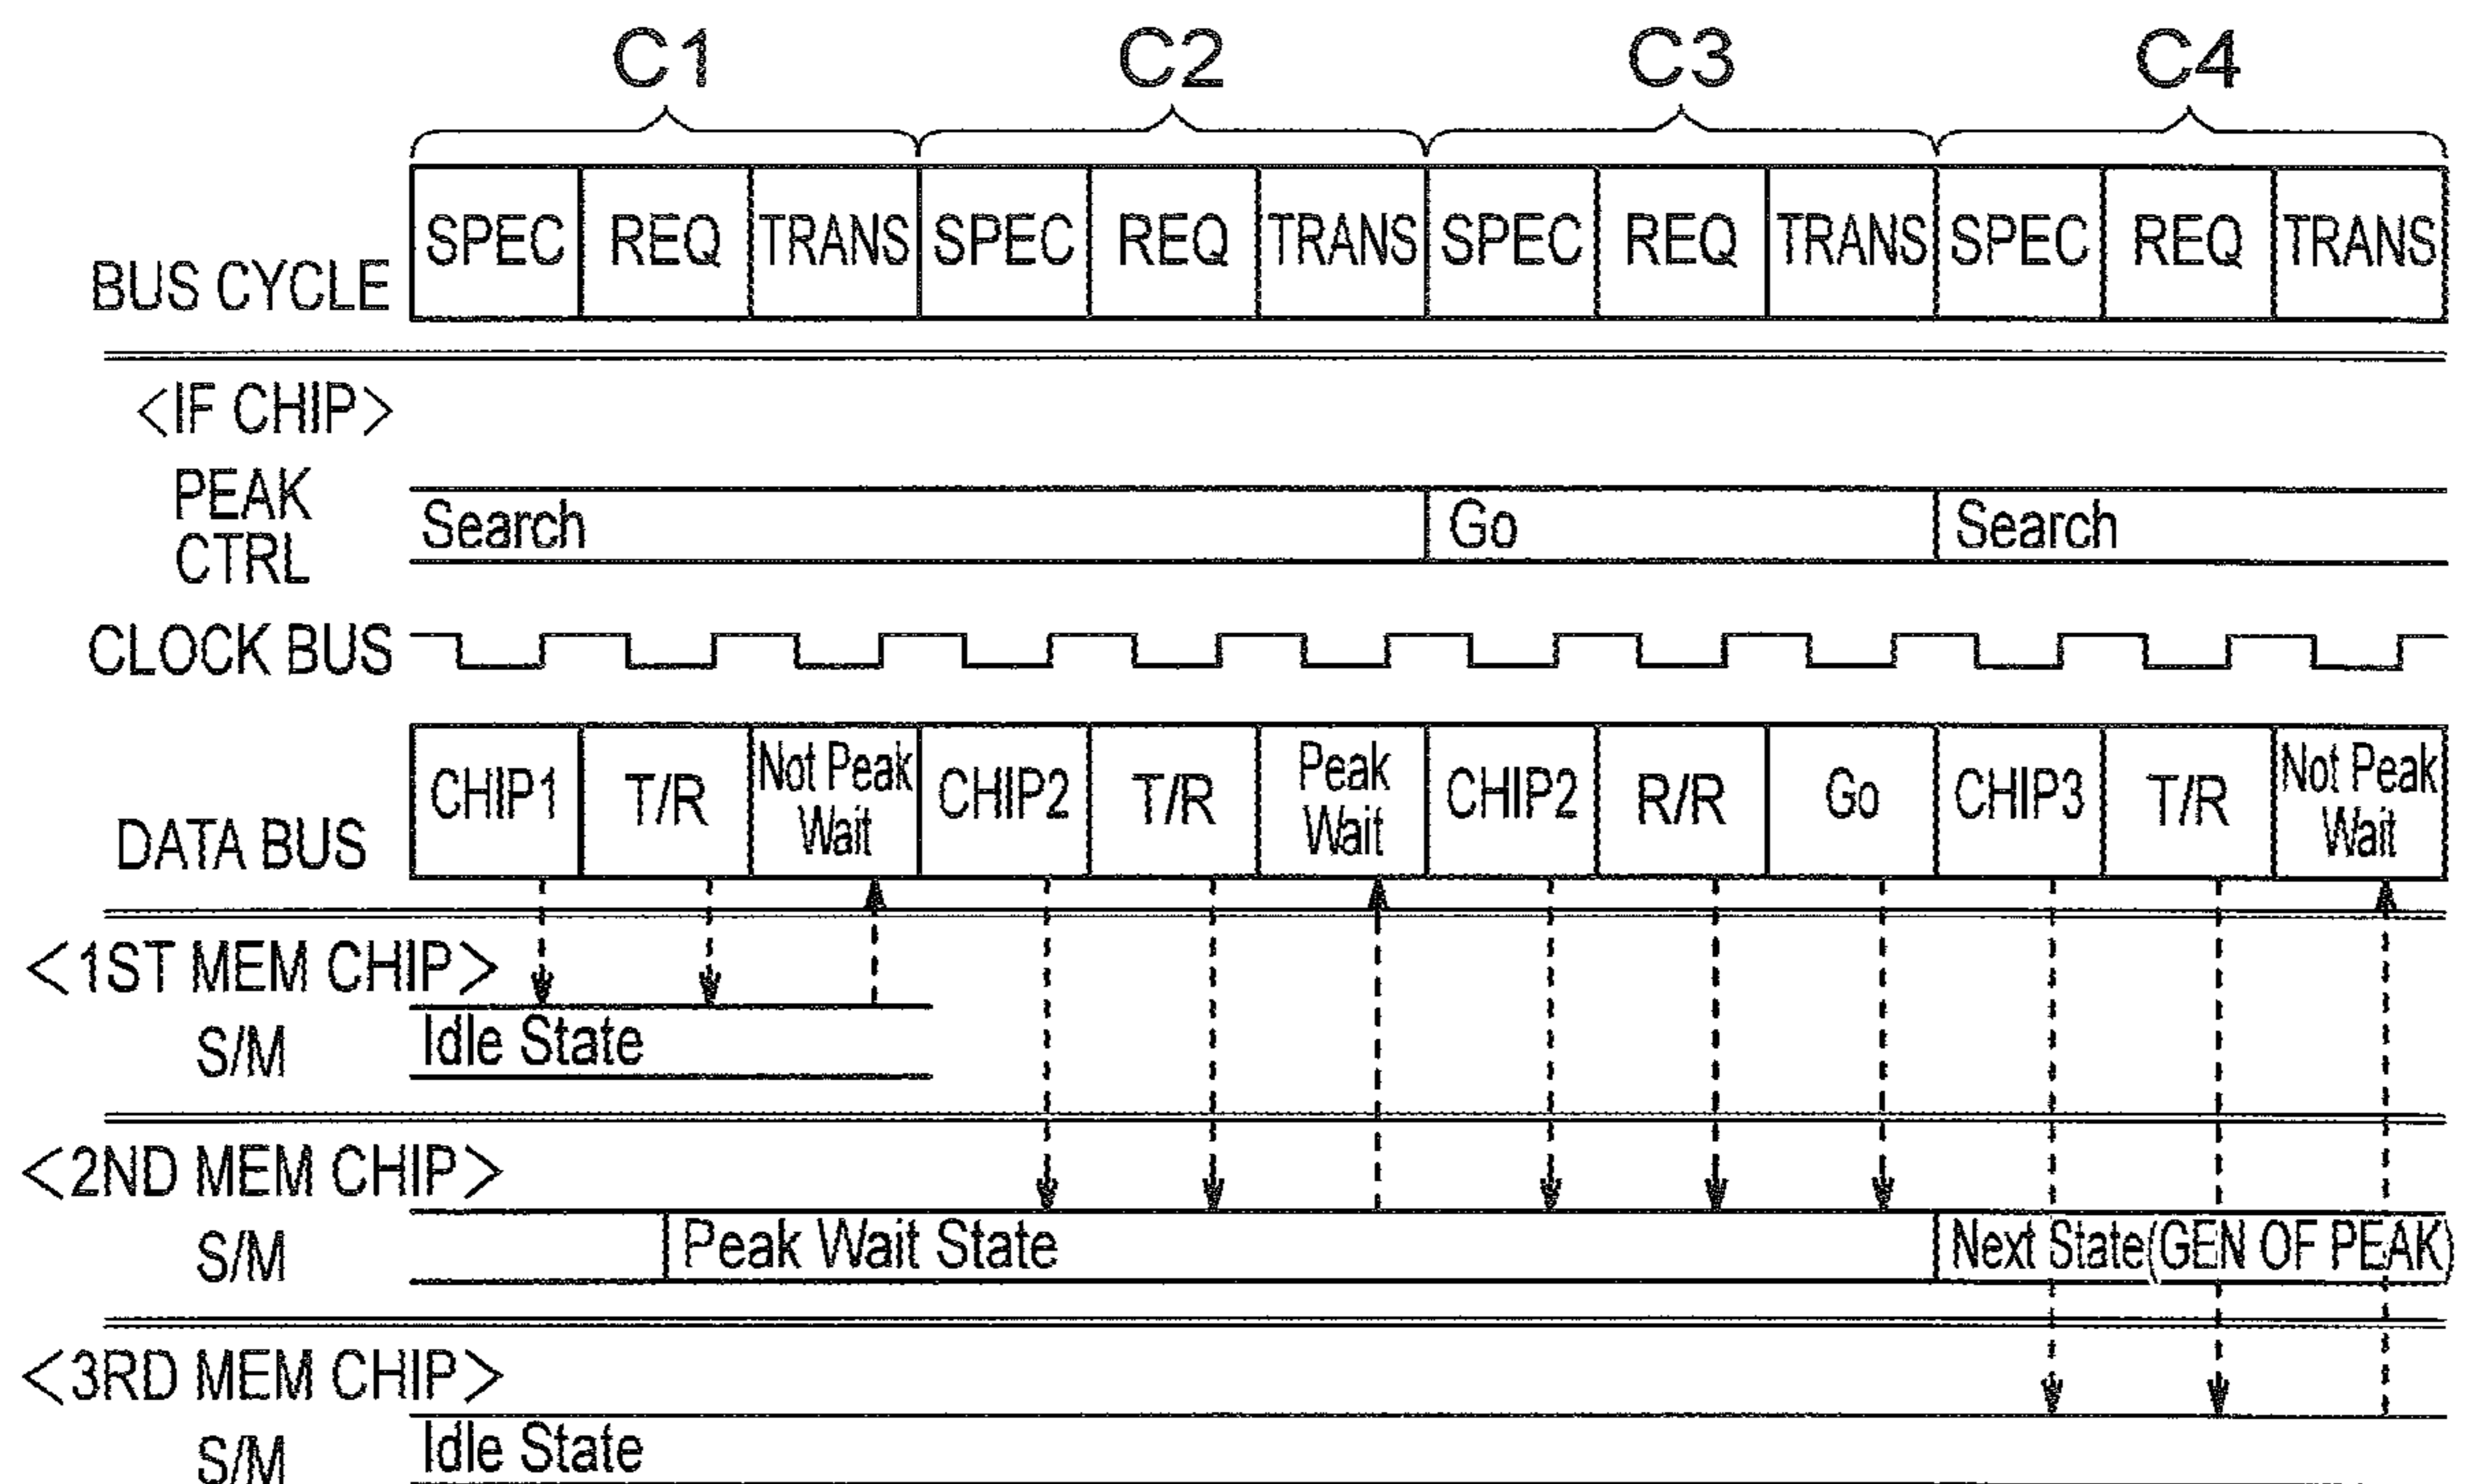 C1 C2 C3 C4
BUS CYCLE SPEC REQ TRANS SPEC REQ TRANS SPEC REQ TRANS SPEC REQ TRANS
<IF CHIP>
PEAK CTRL Search Go Search
CLOCK BUS
DATA BUS CHIP1 T/R Not Peak Wait CHIP2 T/R Peak Wait CHIP2 R/R Go CHIP3 T/R Not Peak Wait
<1ST MEM CHIP>
S/M Idle State
<2ND MEM CHIP>
S/M Peak Wait State Next State(GEN OF PEAK)
<3RD MEM CHIP>
S/M Idle State